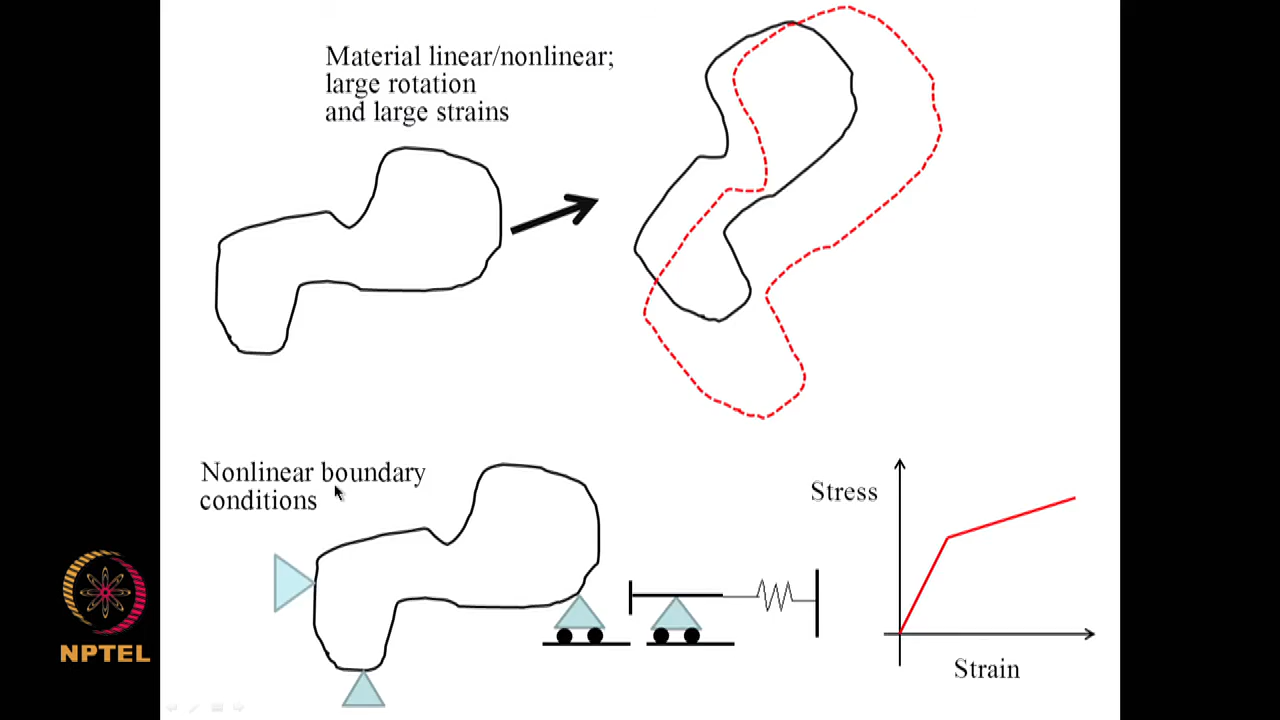 Material linear/nonlinear;
large rotation
and large strains
Nonlinear boundary
conditions
Stress
Strain
NPTEL